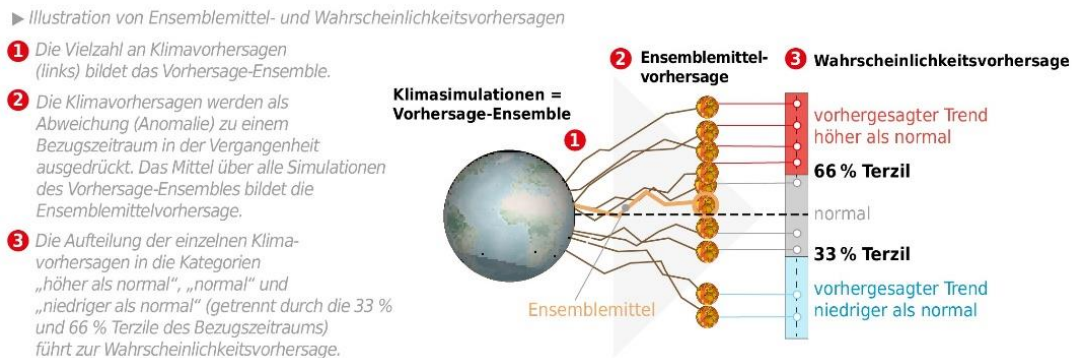 ▶ Illustration von Ensemblemittel- und Wahrscheinlichkeitsvorhersagen
1 Die Vielzahl an Klimavorhersagen
(links) bildet das Vorhersage-Ensemble.
2 Die Klimavorhersagen werden als
Abweichung (Anomalie) zu einem
Bezugszeitraum in der Vergangenheit
ausgedrückt. Das Mittel über alle Simulationen
des Vorhersage-Ensembles bildet die
Ensemblemittelvorhersage.
3 Die Aufteilung der einzelnen Klima-
vorhersagen in die Kategorien
„höher als normal“, „normal“ und
„niedriger als normal“ (getrennt durch die 33 %
und 66 % Terzile des Bezugszeitraums)
führt zur Wahrscheinlichkeitsvorhersage.
Klimasimulationen =
Vorhersage-Ensemble
1
2 Ensemblemittel-
vorhersage
Ensemblemittel
3 Wahrscheinlichkeitsvorhersage
vorhergesagter Trend
höher als normal
66 % Terzil
normal
33 % Terzil
vorhergesagter Trend
niedriger als normal